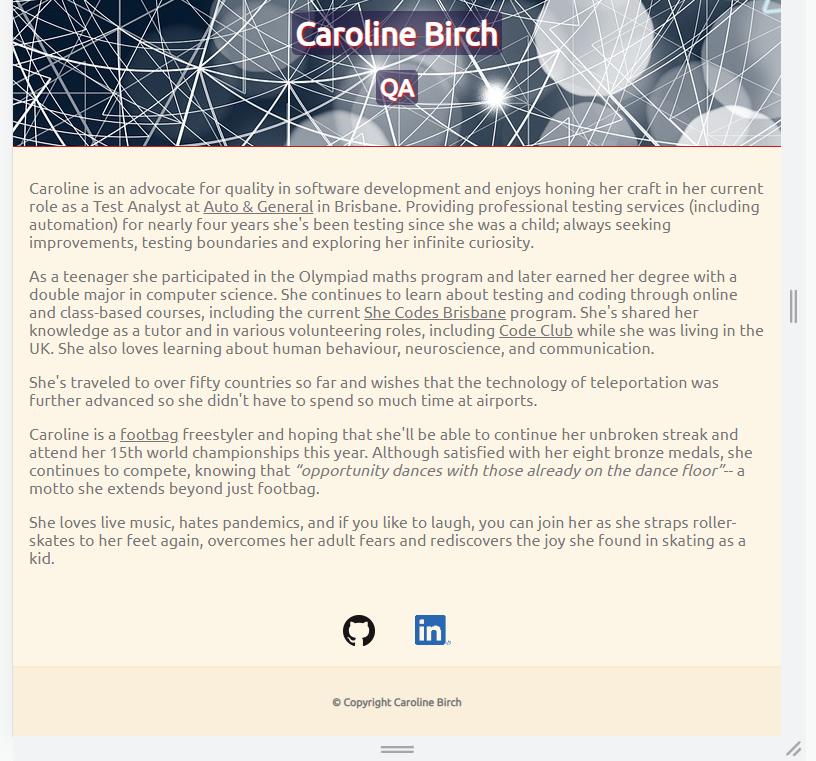 Caroline Birch
QA
Caroline is an advocate for quality in software development and enjoys honing her craft in her current
role as a Test Analyst at Auto & General in Brisbane. Providing professional testing services (including
automation) for nearly four years she's been testing since she was a child; always seeking
improvements, testing boundaries and exploring her infinite curiosity.
As a teenager she participated in the Olympiad maths program and later earned her degree with a
double major in computer science. She continues to learn about testing and coding through online
and class-based courses, including the current She Codes Brisbane program. She's shared her
knowledge as a tutor and in various volunteering roles, including Code Club while she was living in the
UK. She also loves learning about human behaviour, neuroscience, and communication.
She's traveled to over fifty countries so far and wishes that the technology of teleportation was
further advanced so she didn't have to spend so much time at airports.
Caroline is a footbag freestyler and hoping that she'll be able to continue her unbroken streak and
attend her 15th world championships this year. Although satisfied with her eight bronze medals, she
continues to compete, knowing that “opportunity dances with those already on the dance floor”-- a
motto she extends beyond just footbag.
She loves live music, hates pandemics, and if you like to laugh, you can join her as she straps roller-
skates to her feet again, overcomes her adult fears and rediscovers the joy she found in skating as a
kid.
in
© Copyright Caroline Birch